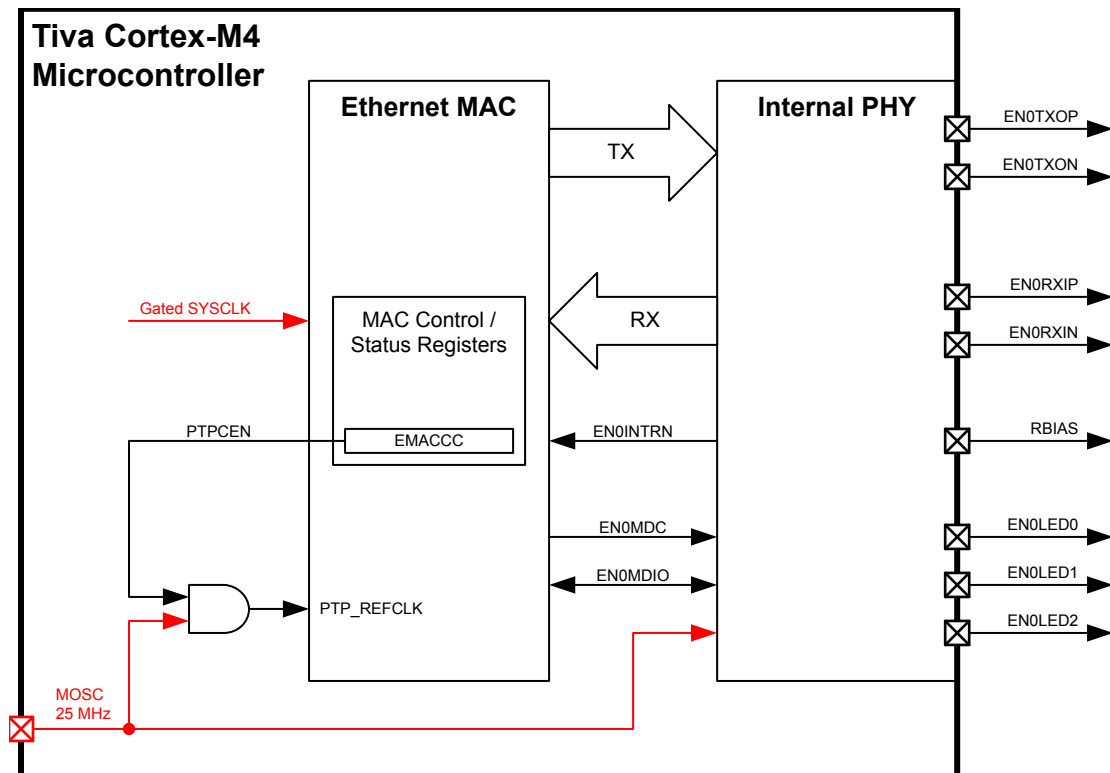 Tiva Cortex-M4
Microcontroller
Ethernet MAC
Internal PHY
TX
EN0TXOP
EN0TXON
Gated SYSCLK
MAC Control /
Status Registers
RX
EN0RXIP
EN0RXIN
PTPCEN
EMACCC
EN0INTRN
RBIAS
EN0MDC
EN0LED0
EN0MDIO
EN0LED1
PTP_REFCLK
EN0LED2
MOSC
25 MHz